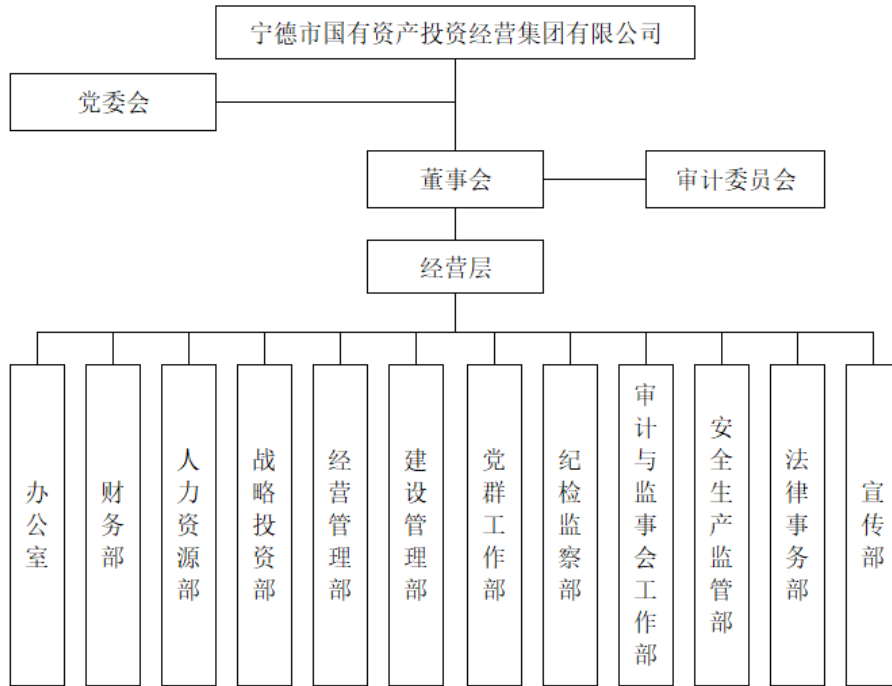 宁德市国有资产投资经营集团有限公司
党委会
董事会
审计委员会
经营层
办公室
财务部
人力资源部
战略投资部
经营管理部
建设管理部
党群工作部
纪检监察部
审计与监事会工作部
安全生产监管部
法律事务部
宣传部